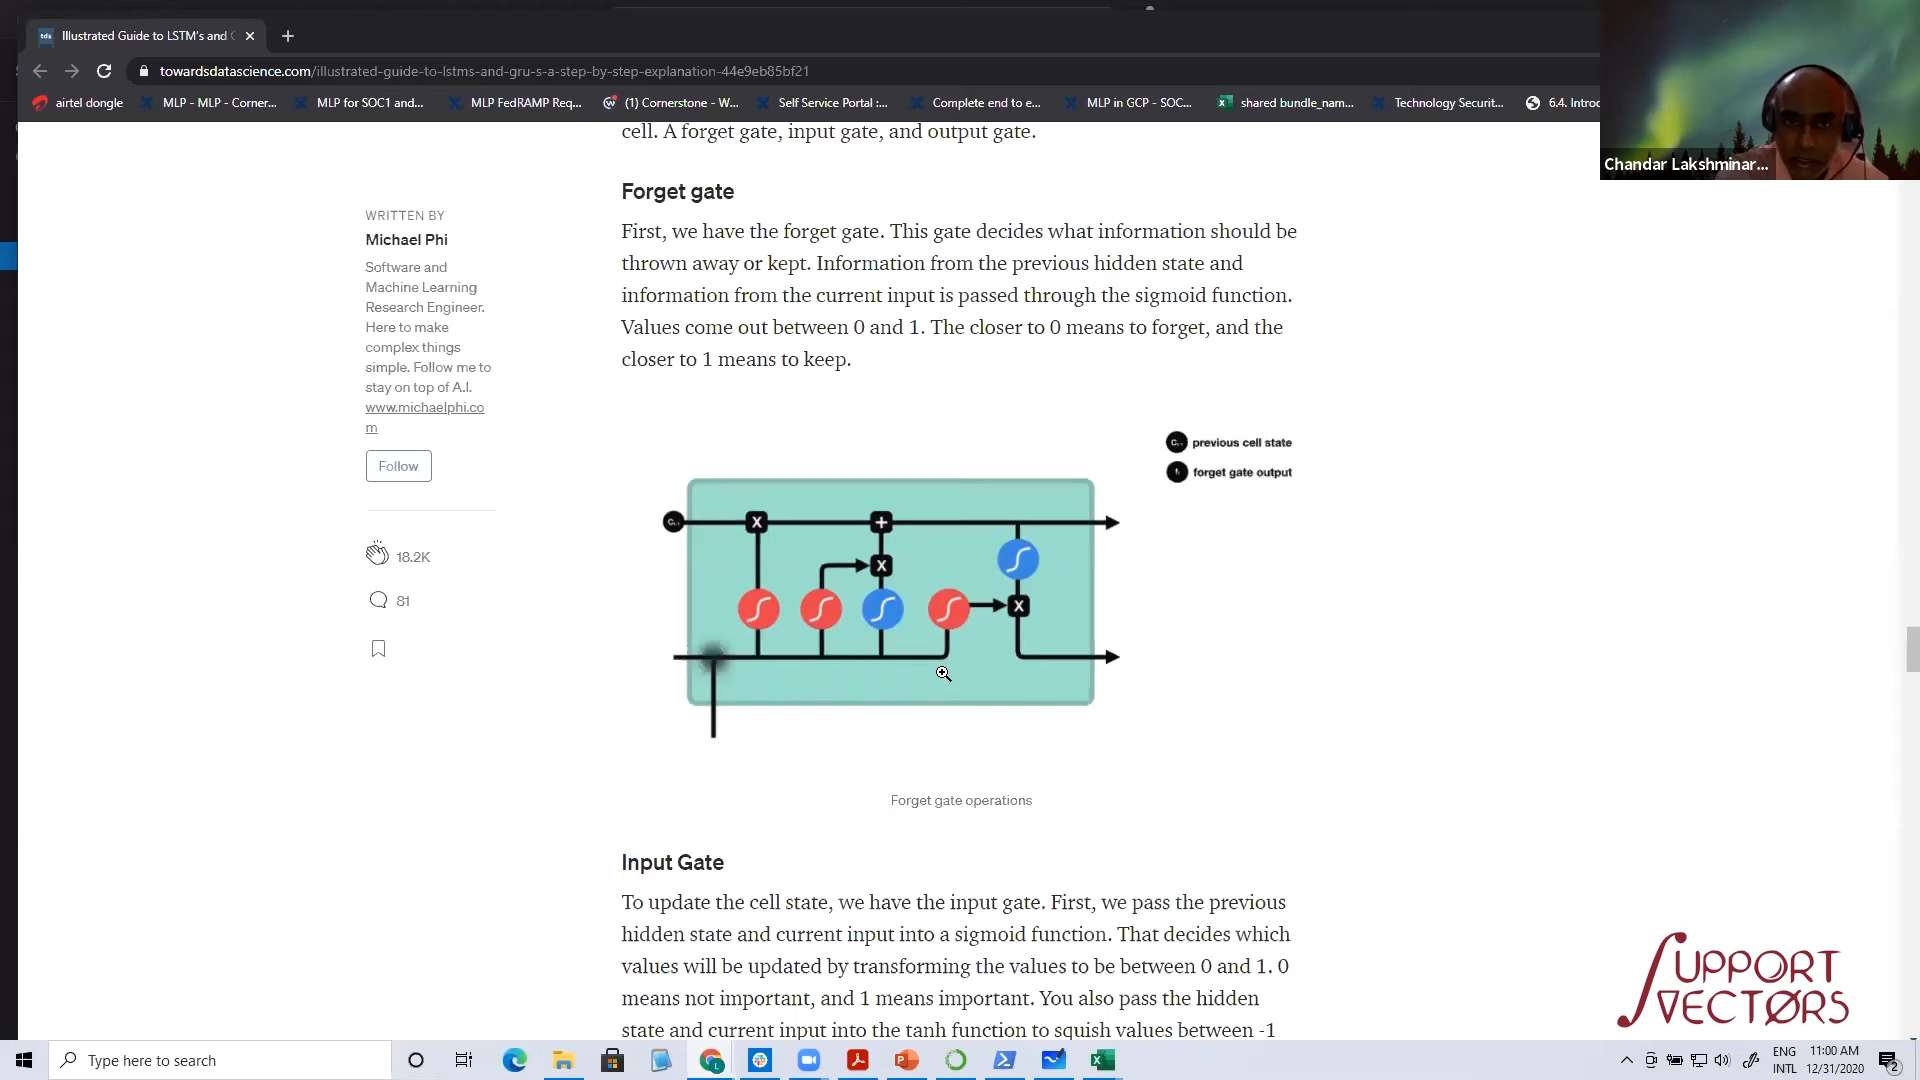 tds Illustrated Guide to LSTM's and
towardsdatascience.com/illustrated-guide-to-lstms-and-gru-s-a-step-by-step-explanation-44e9eb85bf21
airtel dongle MLP - MLP - Corner... MLP for SOC1 and... MLP FedRAMP Req... (1) Cornerstone - W... Self Service Portal :... Complete end to e... MLP in GCP - SOC... shared bundle_nam... Technology Securit... 6.4. Introc
Chandar Lakshminar...
cell. A forget gate, input gate, and output gate.
Forget gate
First, we have the forget gate. This gate decides what information should be
thrown away or kept. Information from the previous hidden state and
information from the current input is passed through the sigmoid function.
Values come out between 0 and 1. The closer to 0 means to forget, and the
closer to 1 means to keep.
WRITTEN BY
Michael Phi
Software and
Machine Learning
Research Engineer.
Here to make
complex things
simple. Follow me to
stay on top of A.I.
www.michaelphi.co
m
Follow
18.2K
81
previous cell state
forget gate output
X
+
X
X
Forget gate operations
Input Gate
To update the cell state, we have the input gate. First, we pass the previous
hidden state and current input into a sigmoid function. That decides which
values will be updated by transforming the values to be between 0 and 1. 0
means not important, and 1 means important. You also pass the hidden
state and current input into the tanh function to squish values between -1
SUPPORT
VECTORS
Type here to search
ENG
INTL
11:00 AM
12/31/2020
2